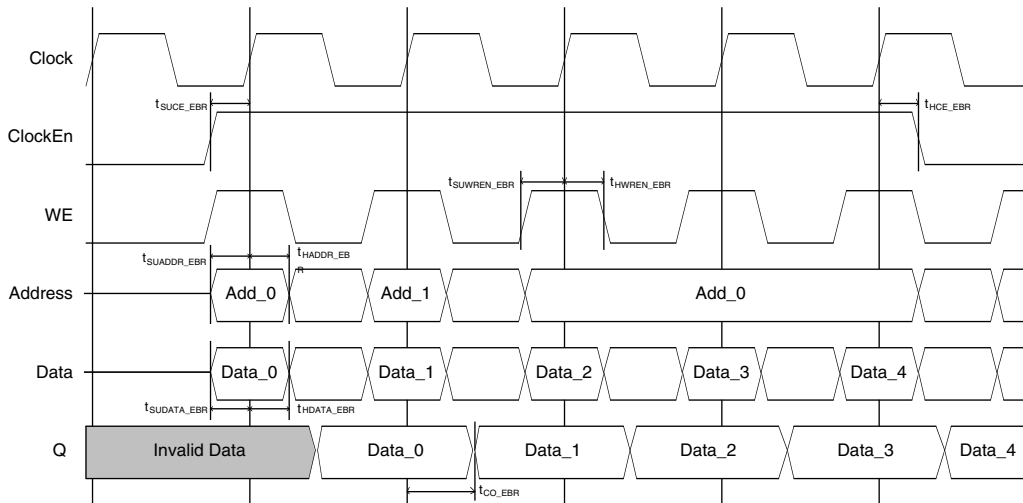 Clock
tSUCE_EBR
tHCE_EBR
ClockEn
tSUWREN_EBR
tHWREN_EBR
WE
tSUADDR_EBR
tHADDR_EB
R
Address
Add_0
Add_1
Add_0
Data
Data_0
Data_1
Data_2
Data_3
Data_4
tSUDATA_EBR
tHDATA_EBR
Q
Invalid Data
Data_0
Data_1
Data_2
Data_3
Data_4
tCO_EBR